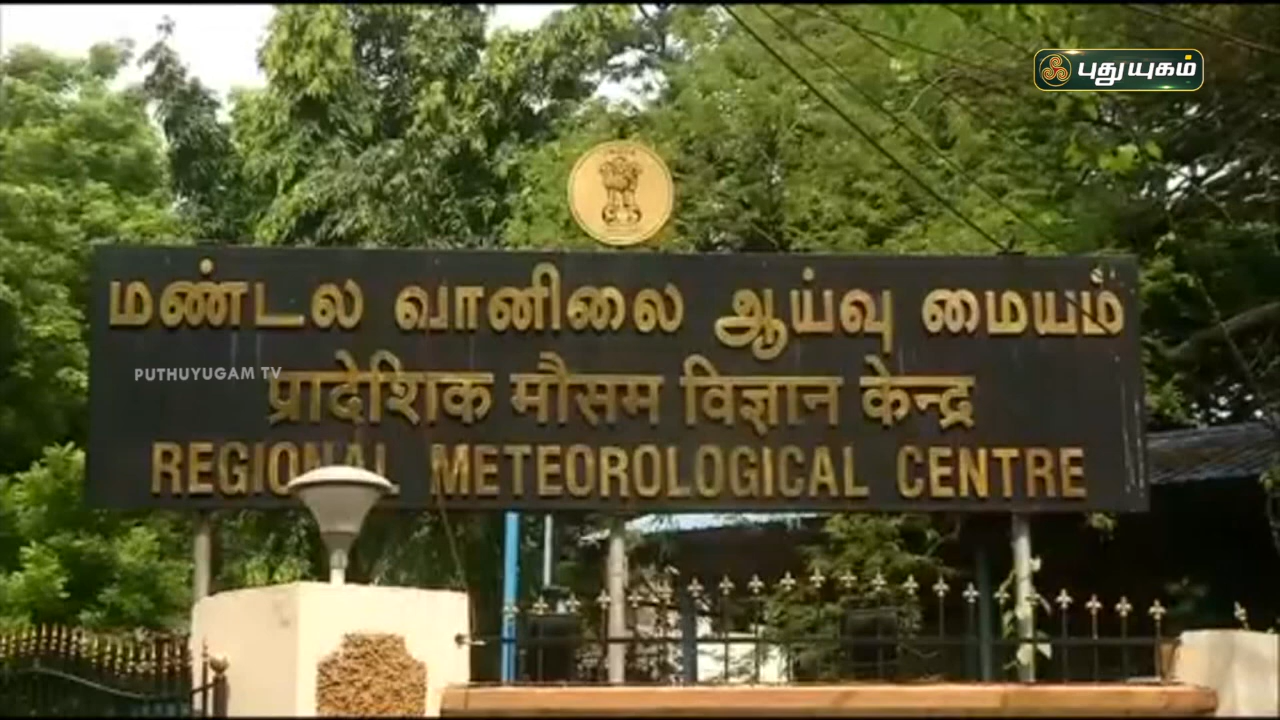 புதுயுகம்
மண்டல வானிலை ஆய்வு மையம்
PUTHUYUGAM TV
प्रादेशिक मौसम विज्ञान केन्द्र
REGIONAL METEOROLOGICAL CENTRE